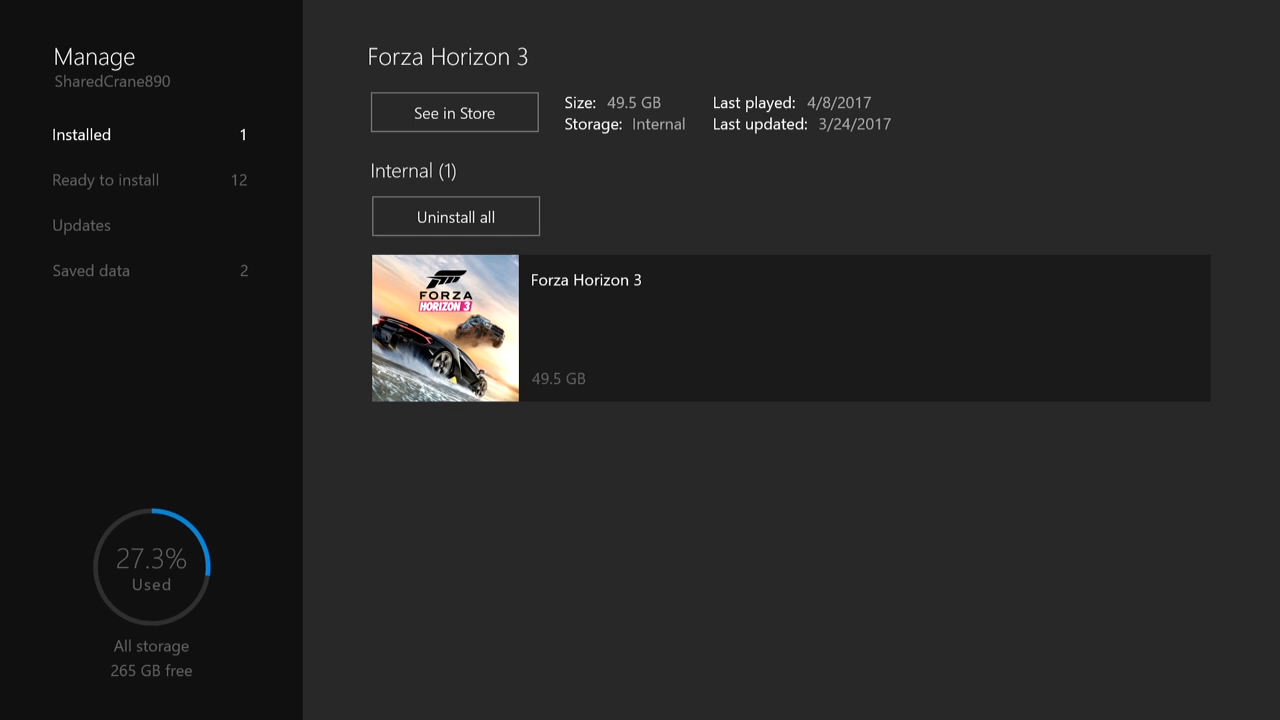 Manage
SharedCrane890
Installed 1
Ready to install 12
Updates
Saved data 2
27.3%
Used
All storage
265 GB free
Forza Horizon 3
See in Store
Size: 49.5 GB
Storage: Internal
Last played: 4/8/2017
Last updated: 3/24/2017
Internal (1)
Uninstall all
FORZA
HORIZON 3
Forza Horizon 3
49.5 GB